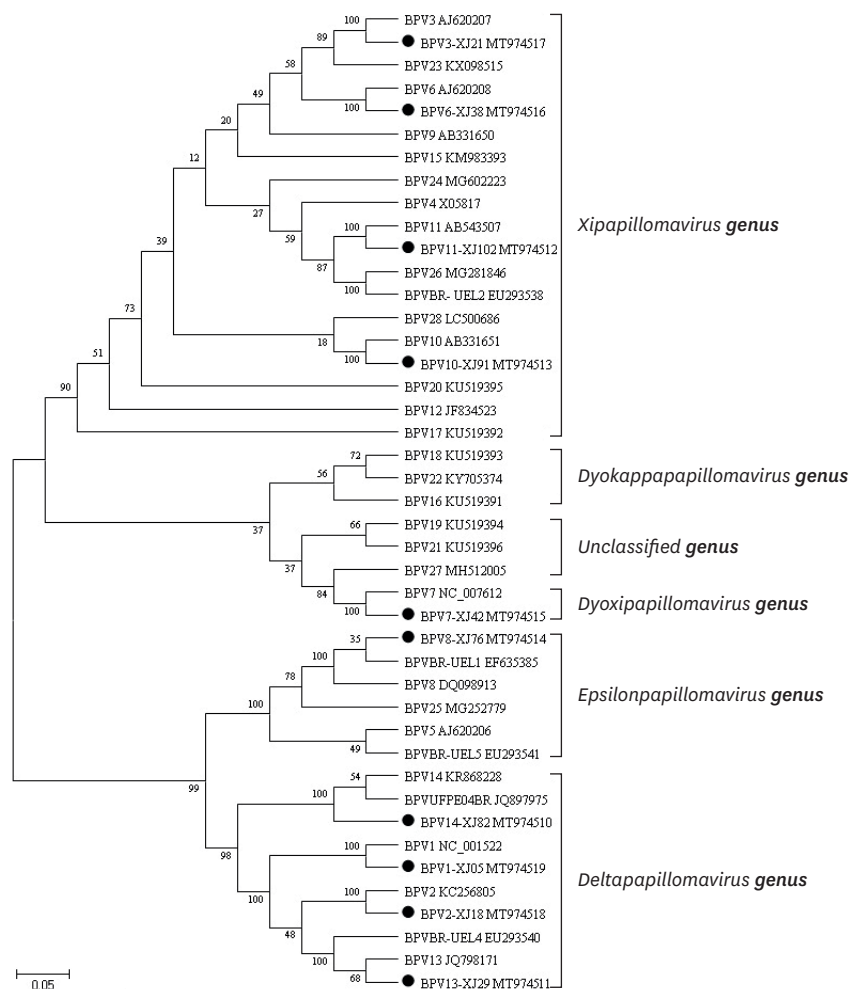 100
BPV3 AJ620207
89
BPV3-XJ21 MT974517
58
BPV23 KX098515
49
BPV6 AJ620208
100
BPV6-XJ38 MT974516
20
BPV9 AB331650
12
BPV15 KM983393
BPV24 MG602223
27
BPV4 X05817
59
100
BPV11 AB543507
Xipapillomavirus genus
39
BPV11-XJ102 MT974512
87
BPV26 MG281846
100
BPVBR- UEL2 EU293538
73
BPV28 LC500686
18
BPV10 AB331651
51
100
BPV10-XJ91 MT974513
90
BPV20 KU519395
BPV12 JF834523
BPV17 KU519392
72
BPV18 KU519393
56
BPV22 KY705374
Dyokappapapillomavirus genus
BPV16 KU519391
37
66
BPV19 KU519394
BPV21 KU519396
Unclassified genus
37
BPV27 MH512005
84
BPV7 NC_007612
Dyoxipapillomavirus genus
100
BPV7-XJ42 MT974515
35
BPV8-XJ76 MT974514
100
BPVBR-UEL1 EF635385
78
BPV8 DQ098913
Epsilonpapillomavirus genus
100
BPV25 MG252779
BPV5 AJ620206
49
BPVBR-UEL5 EU293541
99
54
BPV14 KR868228
100
BPVUFPE04BR JQ897975
BPV14-XJ82 MT974510
98
100
BPV1 NC_001522
BPV1-XJ05 MT974519
Deltapapillomavirus genus
100
100
BPV2 KC256805
BPV2-XJ18 MT974518
48
BPVBR-UEL4 EU293540
100
BPV13 JQ798171
68
BPV13-XJ29 MT974511
0.05